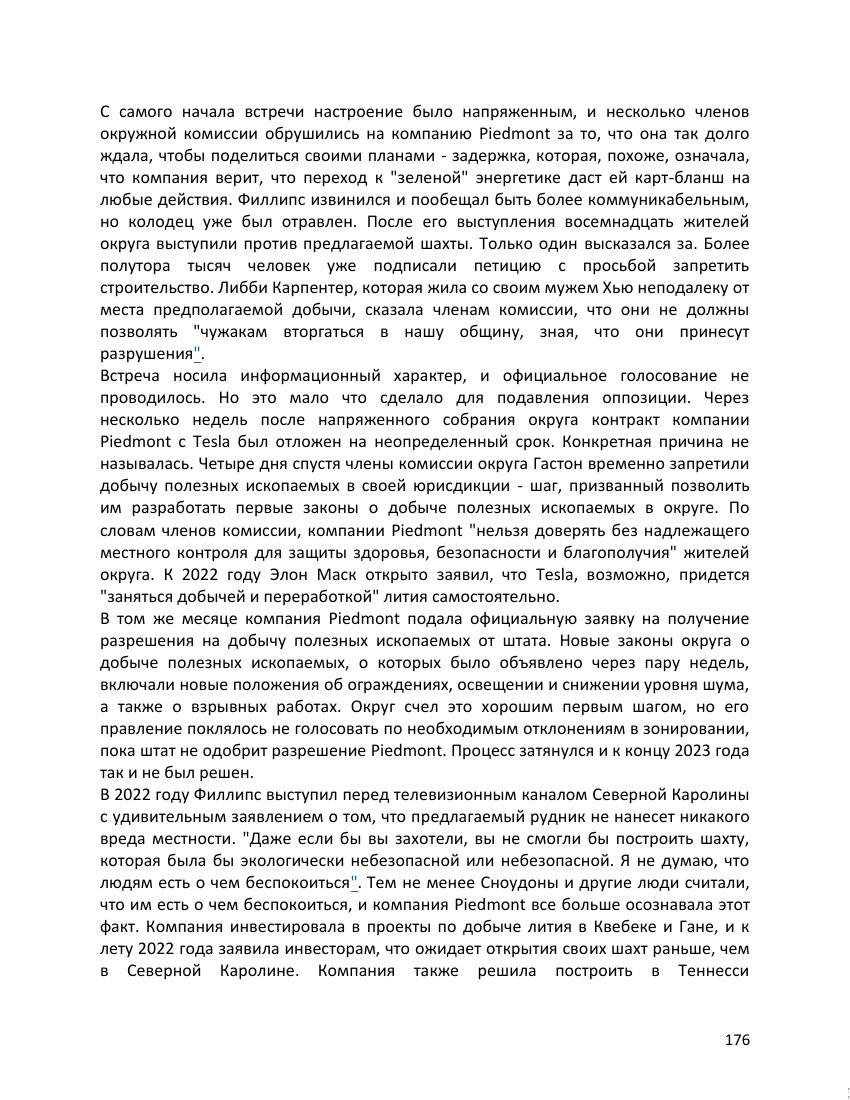 С самого начала встречи настроение было напряженным, и несколько членов
окружной комиссии обрушились на компанию Piedmont за то, что она так долго
ждала, чтобы поделиться своими планами - задержка, которая, похоже, означала,
что компания верит, что переход к "зеленой" энергетике даст ей карт-бланш на
любые действия. Филлипс извинился и пообещал быть более коммуникабельным,
но колодец уже был отравлен. После его выступления восемнадцать жителей
округа выступили против предлагаемой шахты. Только один высказался за. Более
полутора тысяч человек уже подписали петицию с просьбой запретить
строительство. Либби Карпентер, которая жила со своим мужем Хью неподалеку от
места предполагаемой добычи, сказала членам комиссии, что они не должны
позволять "чужакам вторгаться в нашу общину, зная, что они принесут
разрушения".
Встреча носила информационный характер, и официальное голосование не
проводилось. Но это мало что сделало для подавления оппозиции. Через
несколько недель после напряженного собрания округа контракт компании
Piedmont с Tesla был отложен на неопределенный срок. Конкретная причина не
называлась. Четыре дня спустя члены комиссии округа Гастон временно запретили
добычу полезных ископаемых в своей юрисдикции - шаг, призванный позволить
им разработать первые законы о добыче полезных ископаемых в округе. По
словам членов комиссии, компании Piedmont "нельзя доверять без надлежащего
местного контроля для защиты здоровья, безопасности и благополучия" жителей
округа. К 2022 году Элон Маск открыто заявил, что Tesla, возможно, придется
"заняться добычей и переработкой" лития самостоятельно.
В том же месяце компания Piedmont подала официальную заявку на получение
разрешения на добычу полезных ископаемых от штата. Новые законы округа о
добыче полезных ископаемых, о которых было объявлено через пару недель,
включали новые положения об ограждениях, освещении и снижении уровня шума,
а также о взрывных работах. Округ счел это хорошим первым шагом, но его
правление поклялось не голосовать по необходимым отклонениям в зонировании,
пока штат не одобрит разрешение Piedmont. Процесс затянулся и к концу 2023 года
так и не был решен.
В 2022 году Филлипс выступил перед телевизионным каналом Северной Каролины
с удивительным заявлением о том, что предлагаемый рудник не нанесет никакого
вреда местности. "Даже если бы вы захотели, вы не смогли бы построить шахту,
которая была бы экологически небезопасной или небезопасной. Я не думаю, что
людям есть о чем беспокоиться". Тем не менее Сноудоны и другие люди считали,
что им есть о чем беспокоиться, и компания Piedmont все больше осознавала этот
факт. Компания инвестировала в проекты по добыче лития в Квебеке и Гане, и к
лету 2022 года заявила инвесторам, что ожидает открытия своих шахт раньше, чем
в Северной Каролине. Компания также решила построить в Теннесси
176